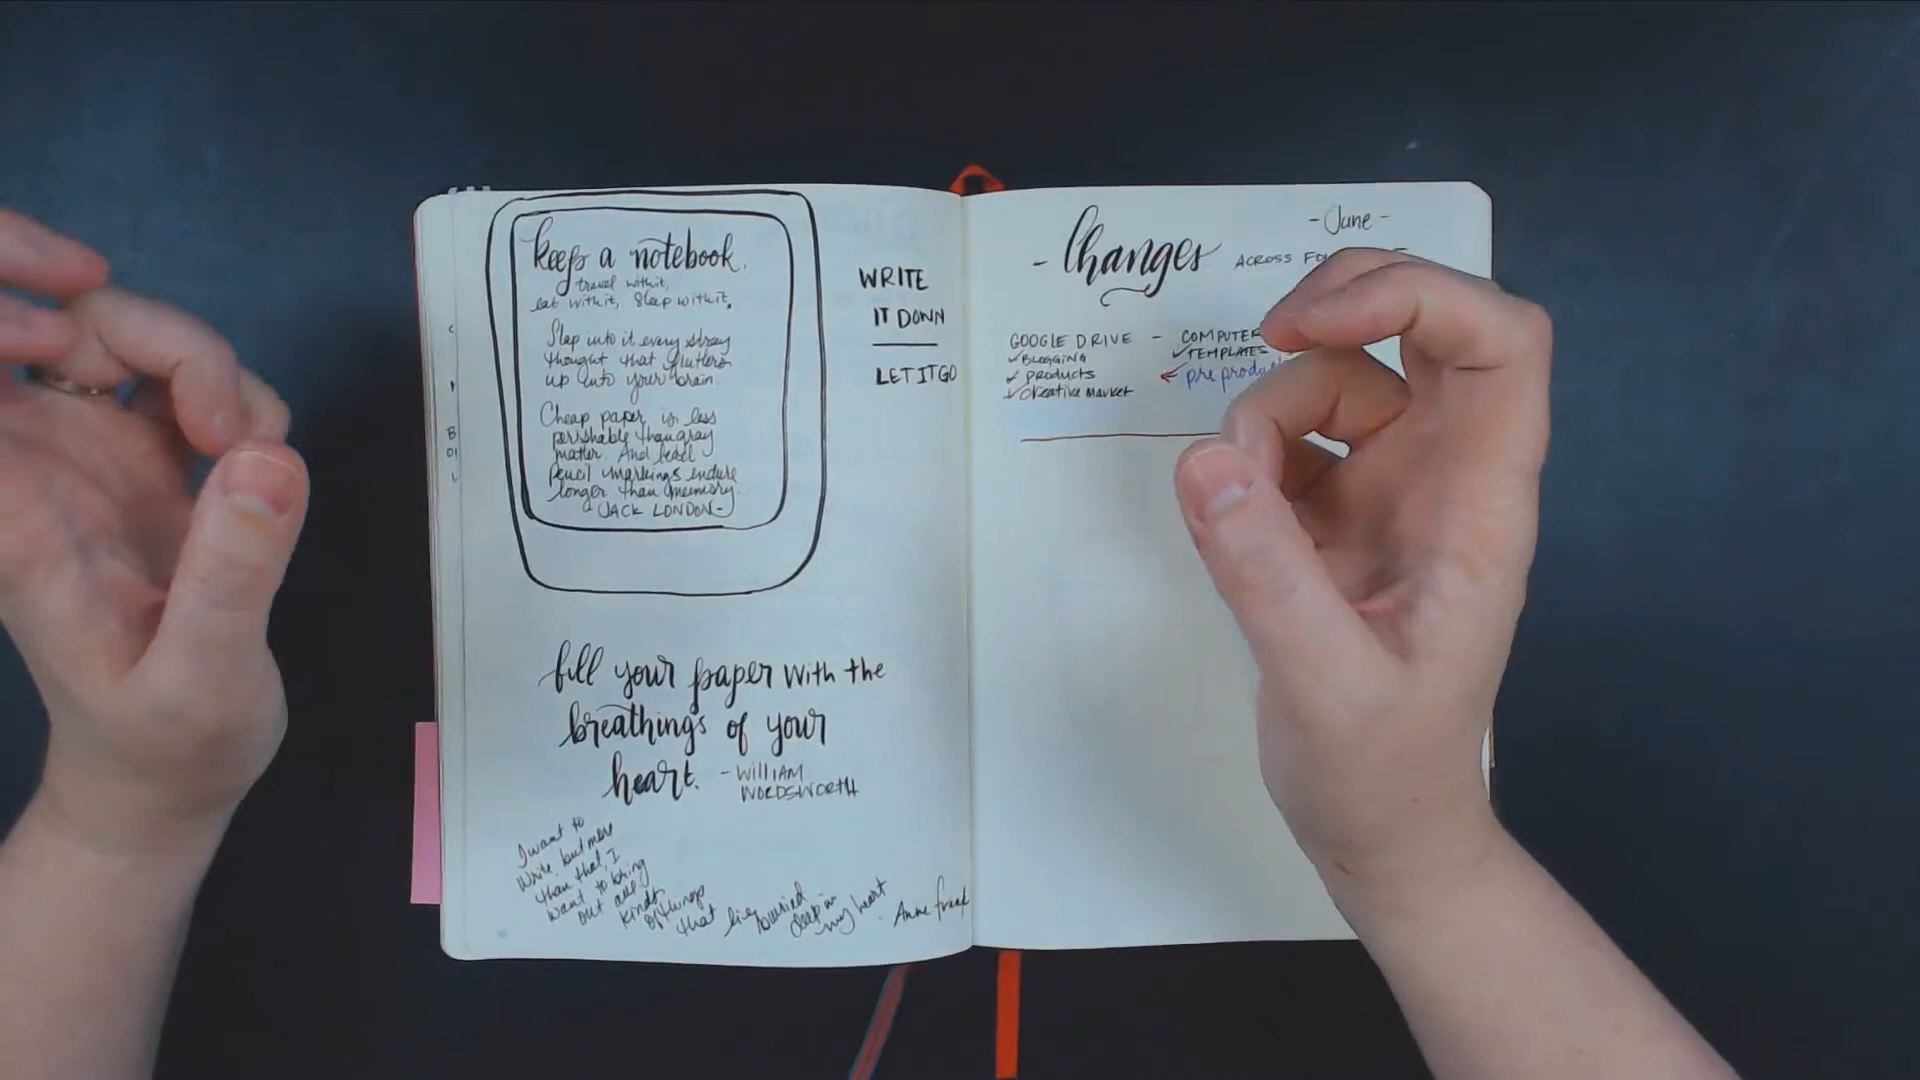 keep a notebook.
travel with it,
eat with it, sleep with it.
Slap into it every stray
thought that flutters
up into your brain.
Cheap paper is less
perishable than gray
matter. And lead
pencil markings endure
longer than memory.
JACK LONDON-
WRITE
IT DOWN
LET IT GO
fill your paper with the
breathings of your
heart. - WILLIAM
WORDSWORTH
I want to
write, but more
than that, I
want to bring
out all
kinds
of things
that lie buried
deep in
my heart
Anne frank
- June -
- Changes ACROSS
GOOGLE DRIVE - COMPUTER
✓ BLOGGING ✓ TEMPLATES
✓ PRODUCTS ← pre
✓ Creative Market